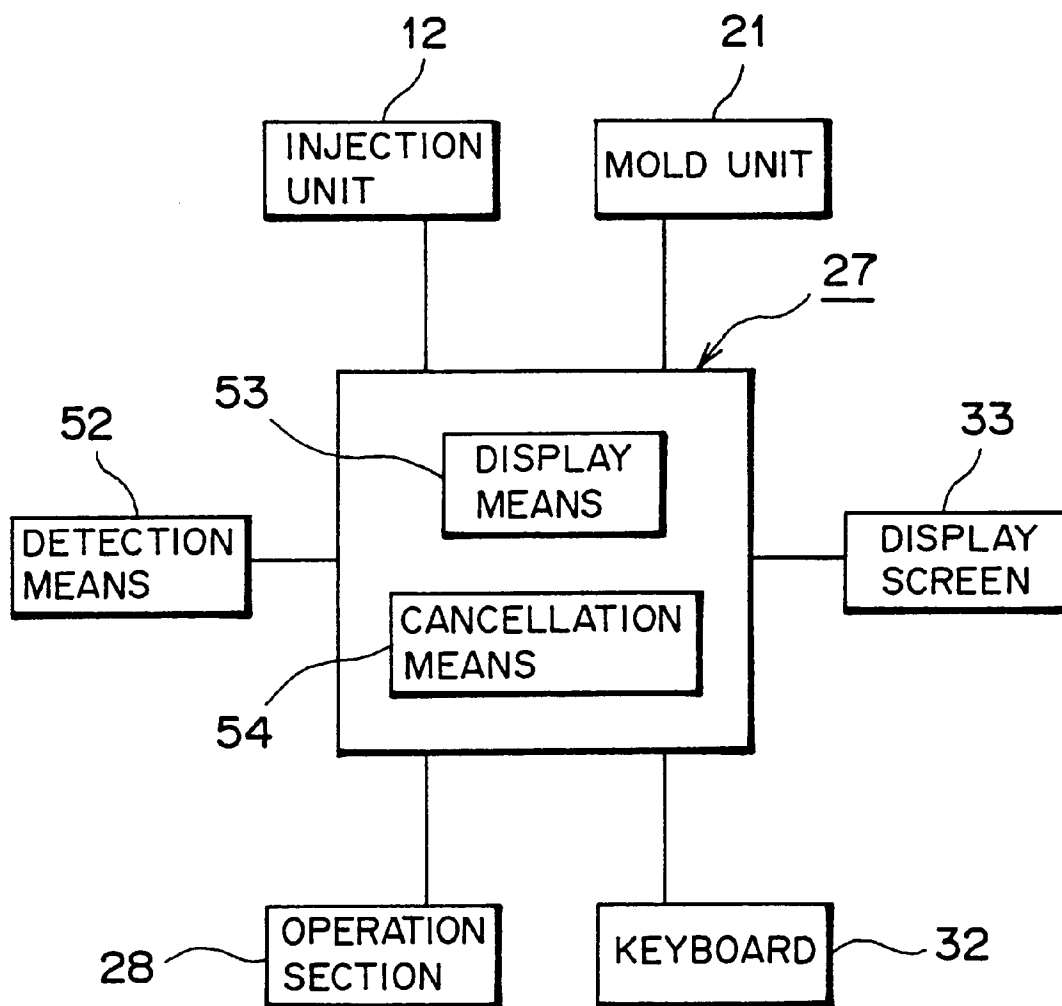 12
21
INJECTION
UNIT
MOLD UNIT
27
53
52
33
DISPLAY
MEANS
DETECTION
MEANS
DISPLAY
SCREEN
CANCELLATION
MEANS
54
OPERATION
SECTION
KEYBOARD
28
32